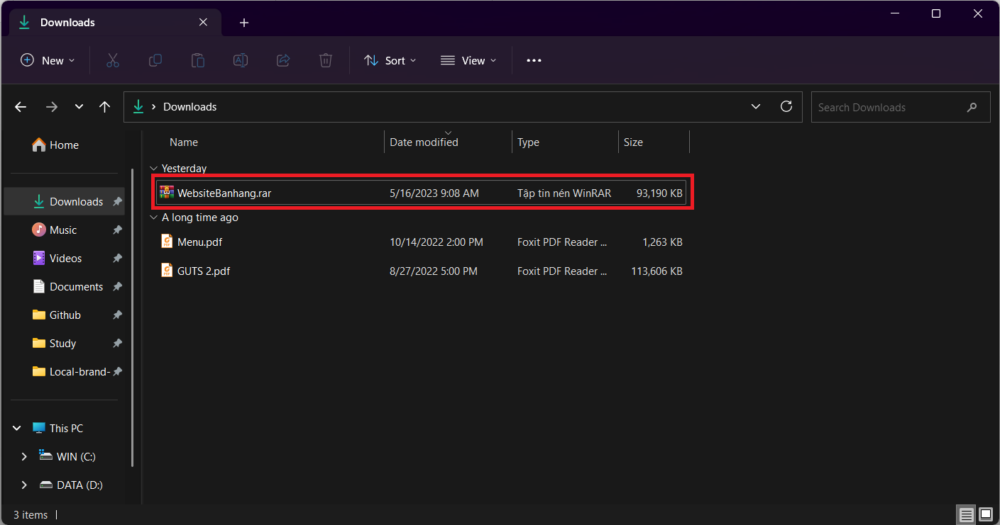 Downloads
New Sort View
Downloads Search Downloads
Name Date modified Type Size
Home
Yesterday
WebsiteBanhang.rar 5/16/2023 9:08 AM Tập tin nén WinRAR 93,190 KB
Downloads
A long time ago
Music
Menu.pdf 10/14/2022 2:00 PM Foxit PDF Reader ... 1,263 KB
Videos
GUTS 2.pdf 8/27/2022 5:00 PM Foxit PDF Reader ... 113,606 KB
Documents
Github
Study
Local-brand-
This PC
WIN (C:)
DATA (D:)
3 items